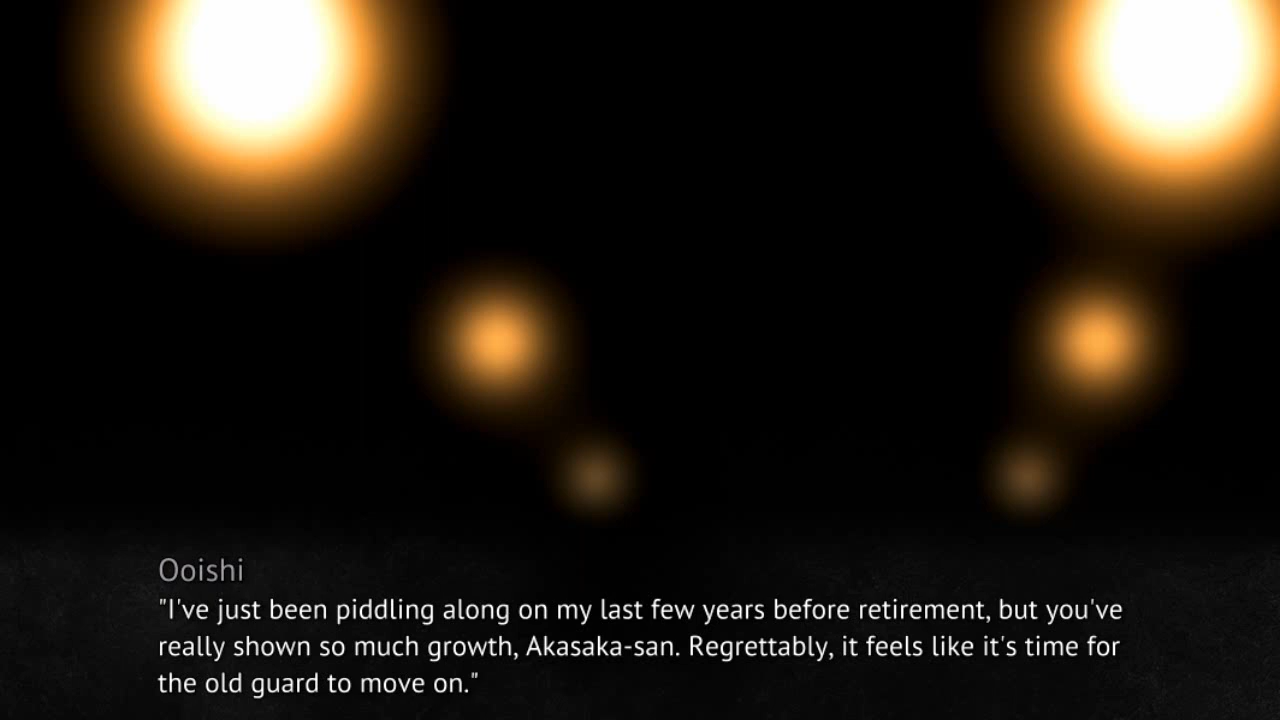 Ooishi
"I've just been piddling along on my last few years before retirement, but you've
really shown so much growth, Akasaka-san. Regrettably, it feels like it's time for
the old guard to move on."